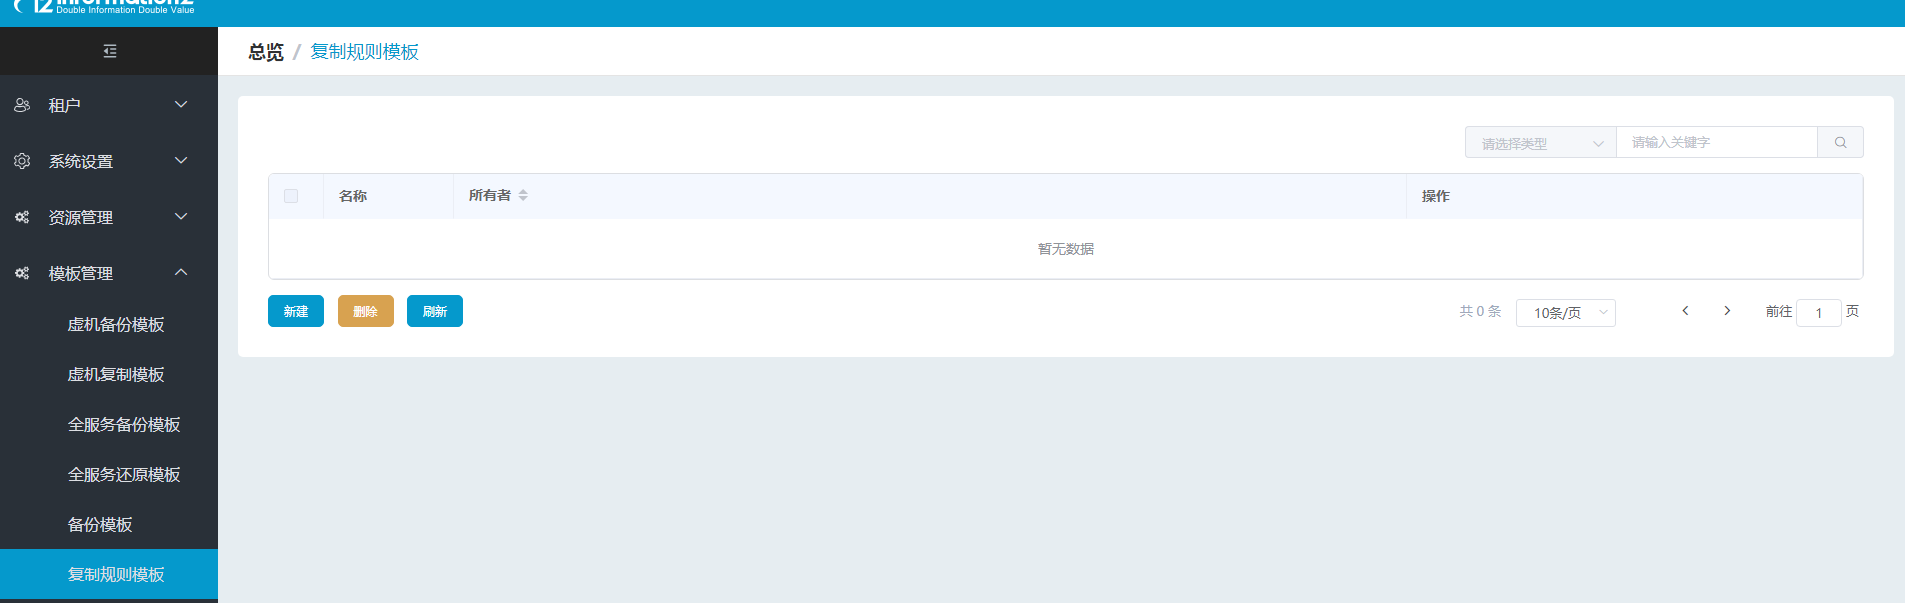 information2
Double Information Double Value
总览 / 复制规则模板
租户
系统设置
资源管理
模板管理
虚机备份模板
虚机复制模板
全服务备份模板
全服务还原模板
备份模板
复制规则模板
请选择类型 请输入关键字
名称 所有者 操作
暂无数据
新建 删除 刷新 共 0 条 10条/页 前往 1 页